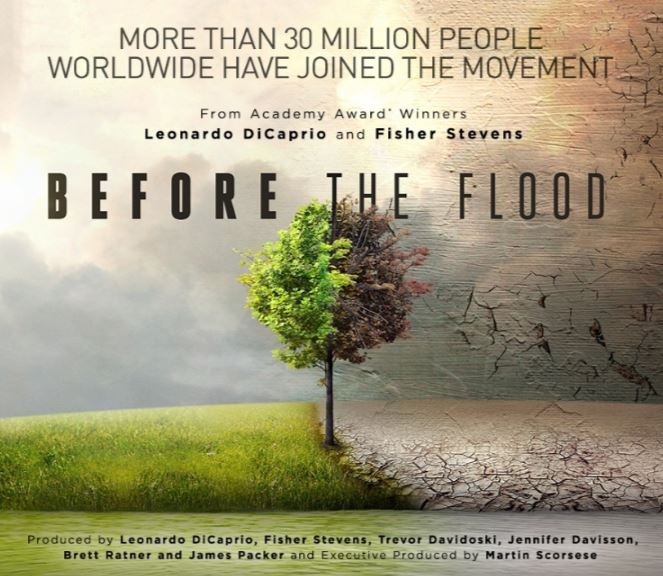 MORE THAN 30 MILLION PEOPLE
WORLDWIDE HAVE JOINED THE MOVEMENT
From Academy Award® Winners
Leonardo DiCaprio and Fisher Stevens
BEFORE THE FLOOD
Produced by Leonardo DiCaprio, Fisher Stevens, Trevor Davidoski, Jennifer Davisson,
Brett Ratner and James Packer and Executive Produced by Martin Scorsese